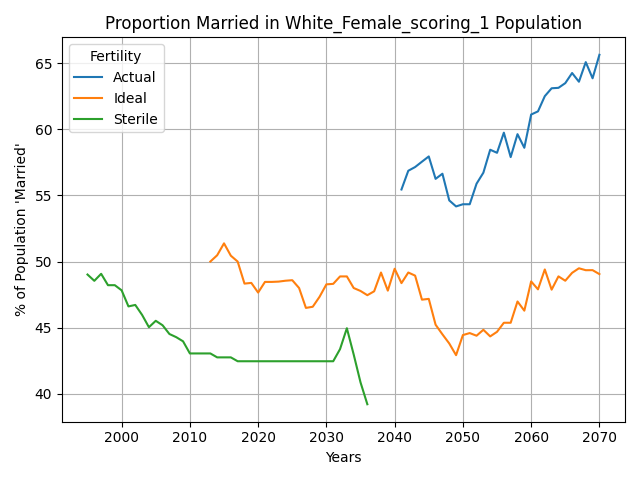 Proportion Married in White_Female_scoring_1 Population
Fertility
Actual
Ideal
Sterile
% of Population 'Married'
65
60
55
50
45
40
2000
2010
2020
2030
2040
2050
2060
2070
Years